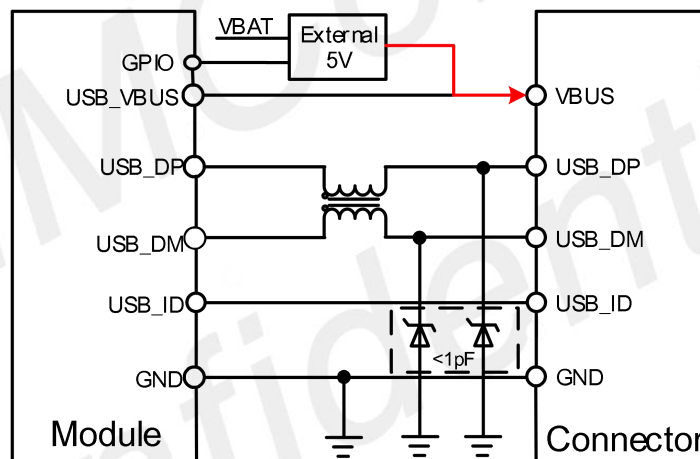 VBAT
External
5V
GPIO
USB_VBUS
VBUS
USB_DP
USB_DP
USB_DM
USB_DM
USB_ID
USB_ID
<1pF
GND
GND
Module
Connector